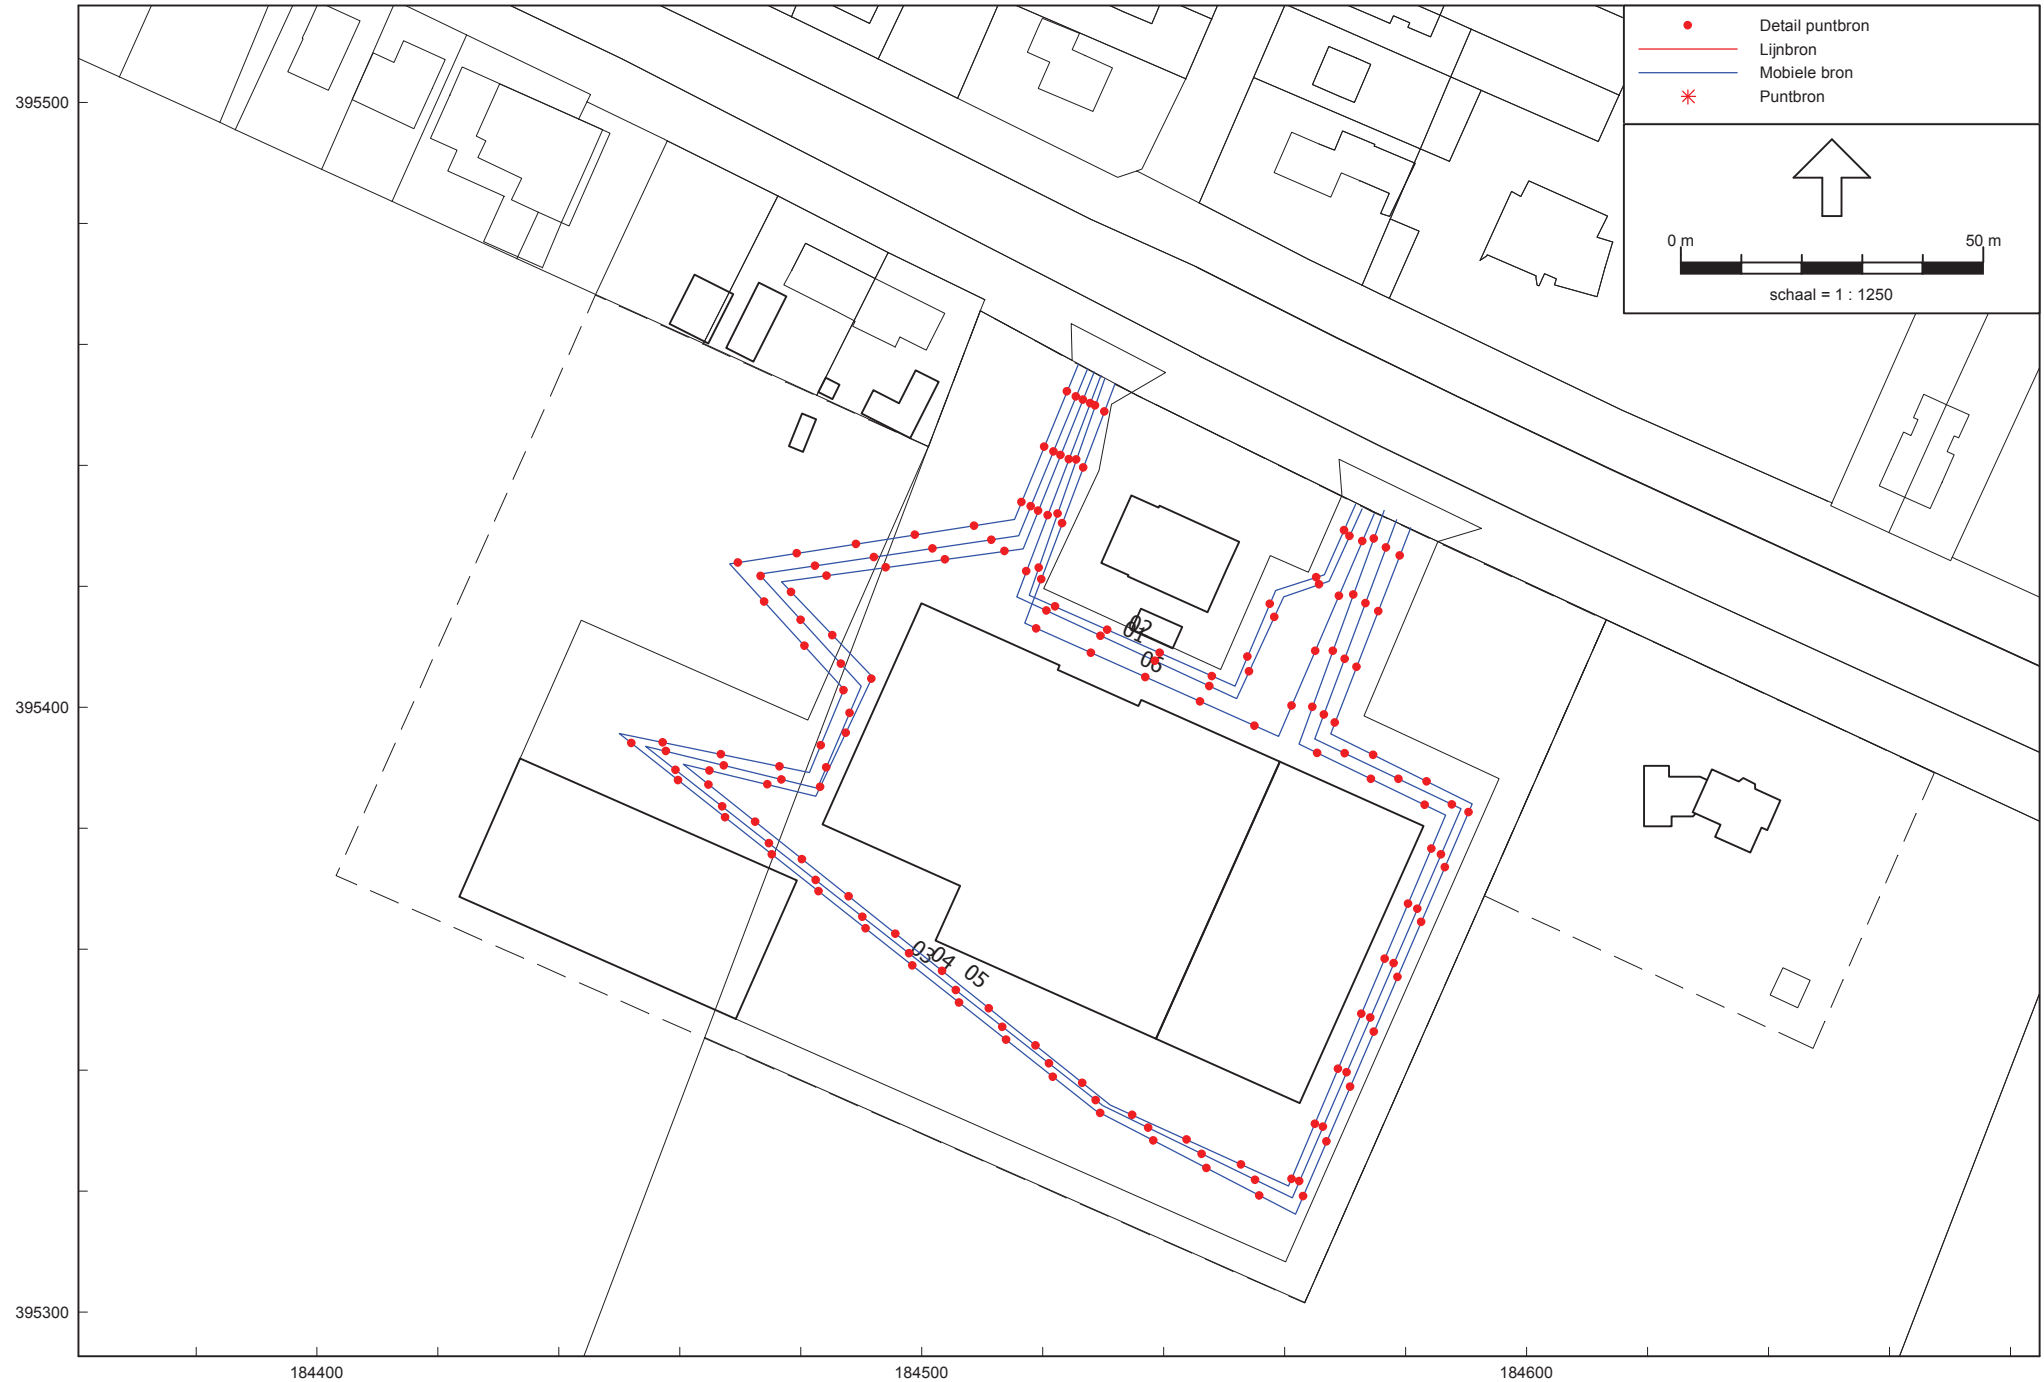 Detail puntbron
Lijnbron
Mobiele bron
Puntbron
0 m 50 m
schaal = 1 : 1250
395500
395400
395300
184400 184500 184600
02
01
06
03
04
05